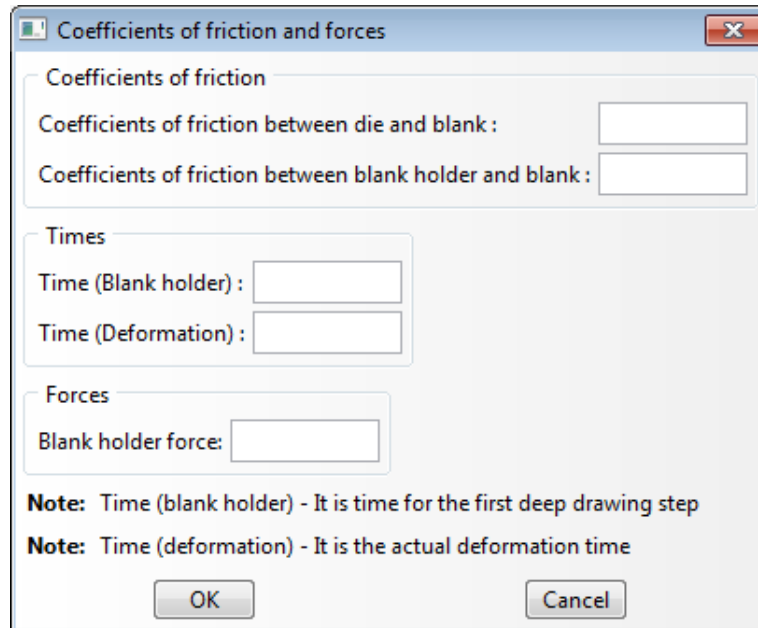 Coefficients of friction and forces
Coefficients of friction
Coefficients of friction between die and blank :
Coefficients of friction between blank holder and blank :
Times
Time (Blank holder) :
Time (Deformation) :
Forces
Blank holder force:
Note: Time (blank holder) - It is time for the first deep drawing step
Note: Time (deformation) - It is the actual deformation time
OK Cancel